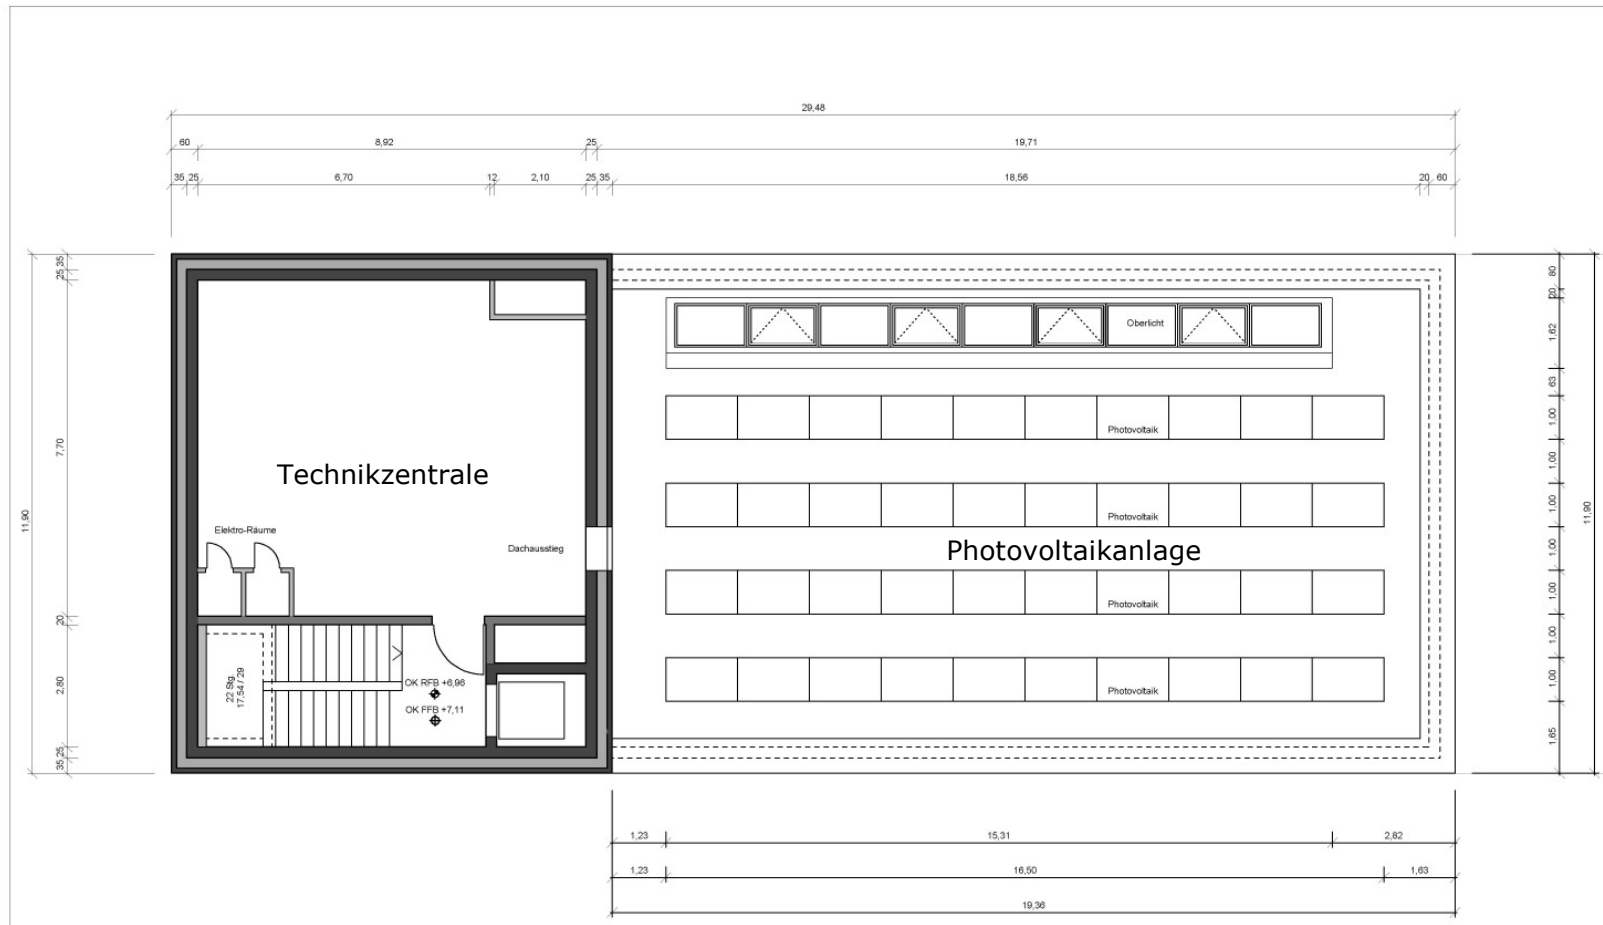 29,48
60 8,92 25 19,71
35 25 6,70 12 2,10 25 35 18,56 20 60
25 35
7,70
20
2,80
35 25
11,90
80
20
1,62
63
1,00
1,00
1,00
1,00
1,00
1,00
1,00
1,65
11,90
Oberlicht
Photovoltaik
Photovoltaik
Photovoltaikanlage
Photovoltaik
Photovoltaik
Technikzentrale
Elektro-Räume
Dachausstieg
22 Stg.
17,54 / 29
OK RFB +6,96
OK FFB +7,11
1,23 15,31 2,82
1,23 16,50 1,63
19,36